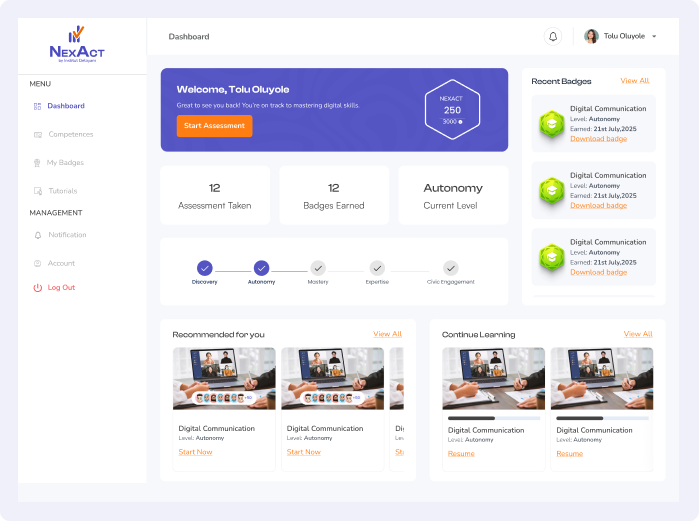 NEXACT
by Institut Detoyam
MENU
Dashboard
Competences
My Badges
Tutorials
MANAGEMENT
Notification
Account
Log Out
Dashboard
Tolu Oluyole
Welcome, Tolu Oluyole
Great to see you back! You're on track to mastering digital skills.
Start Assessment
NEXACT
250
3000
12
Assessment Taken
12
Badges Earned
Autonomy
Current Level
Discovery
Autonomy
Mastery
Expertise
Civic Engagement
Recent Badges
View All
Digital Communication
Level: Autonomy
Earned: 21st July,2025
Download badge
Digital Communication
Level: Autonomy
Earned: 21st July,2025
Download badge
Digital Communication
Level: Autonomy
Earned: 21st July,2025
Download badge
Recommended for you
View All
+50
Digital Communication
Level: Autonomy
Start Now
+50
Digital Communication
Level: Autonomy
Start Now
Continue Learning
View All
Digital Communication
Level: Autonomy
Resume
Digital Communication
Level: Autonomy
Resume